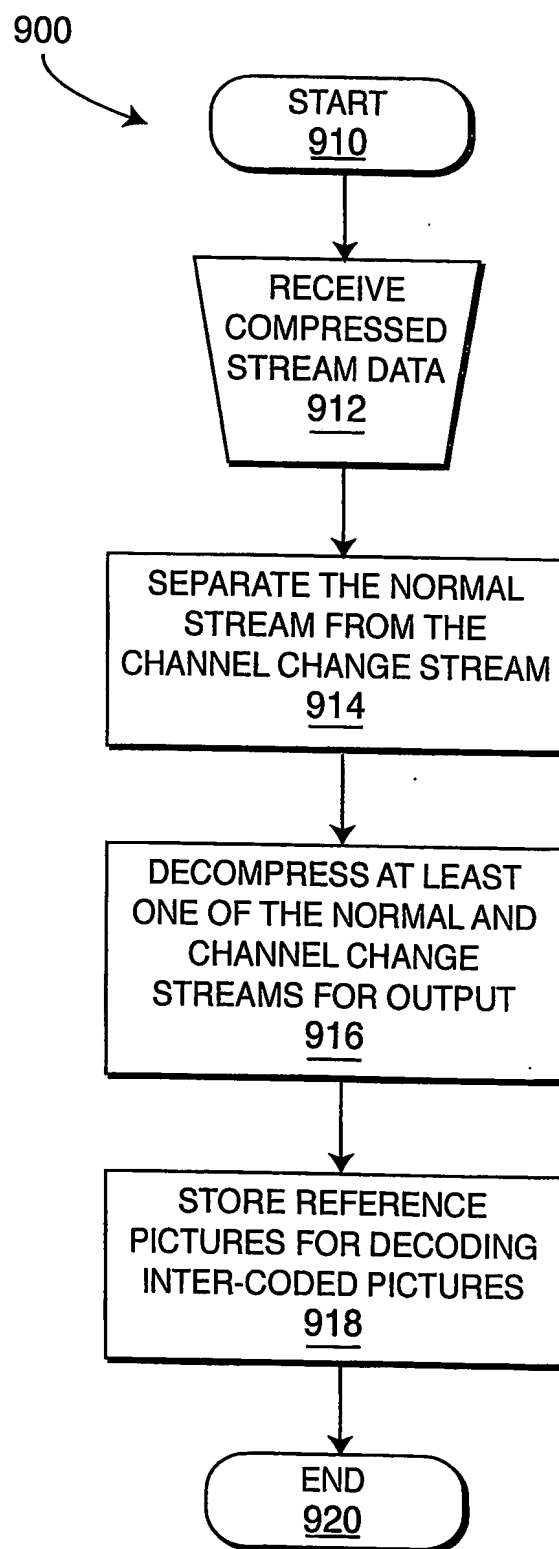 900
START
910
RECEIVE
COMPRESSED
STREAM DATA
912
SEPARATE THE NORMAL
STREAM FROM THE
CHANNEL CHANGE STREAM
914
DECOMPRESS AT LEAST
ONE OF THE NORMAL AND
CHANNEL CHANGE
STREAMS FOR OUTPUT
916
STORE REFERENCE
PICTURES FOR DECODING
INTER-CODED PICTURES
918
END
920